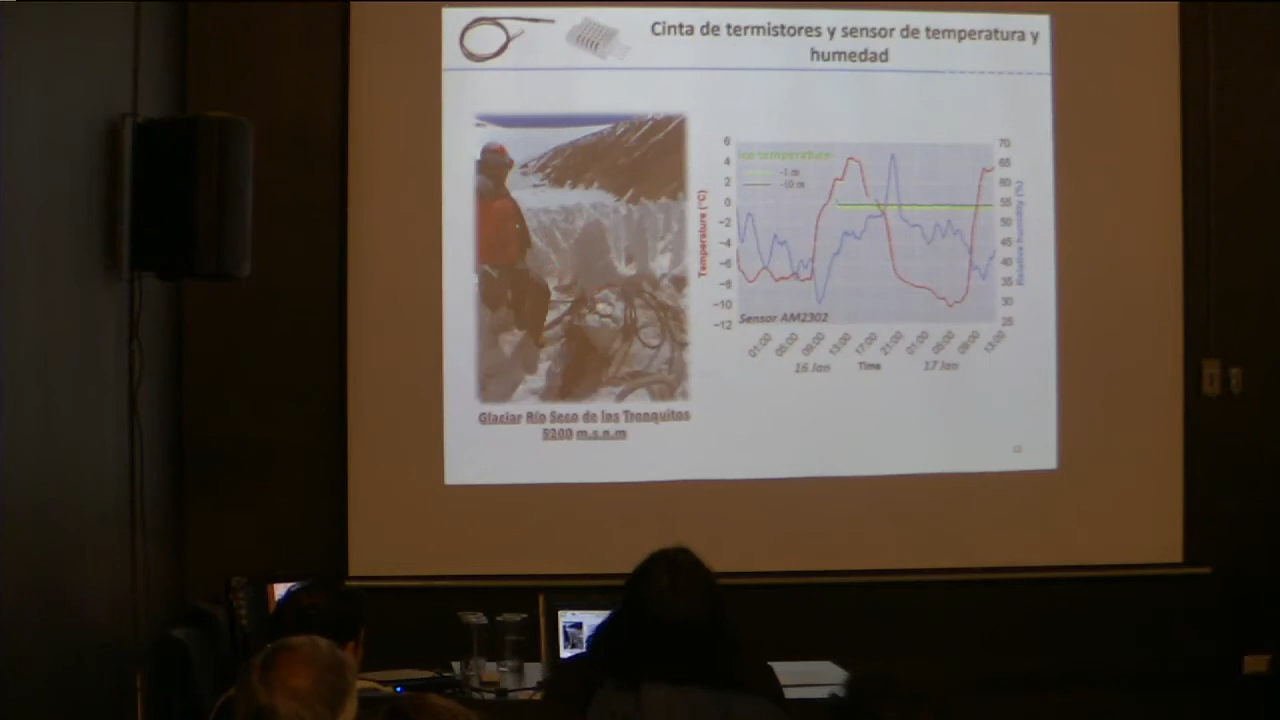 Cinta de termistores y sensor de temperatura y
humedad
Ice temperature
-1 m
-10 m
6
4
2
0
-2
-4
-6
-8
-10
-12
Temperature (°C)
70
65
60
55
50
45
40
35
30
25
Relative humidity (%)
Sensor AM2302
01:00 05:00 09:00 13:00 17:00 21:00 01:00 05:00 09:00 13:00
16 Jan Time 17 Jan
Glaciar Río Seco de los Tronquitos
5200 m.s.n.m